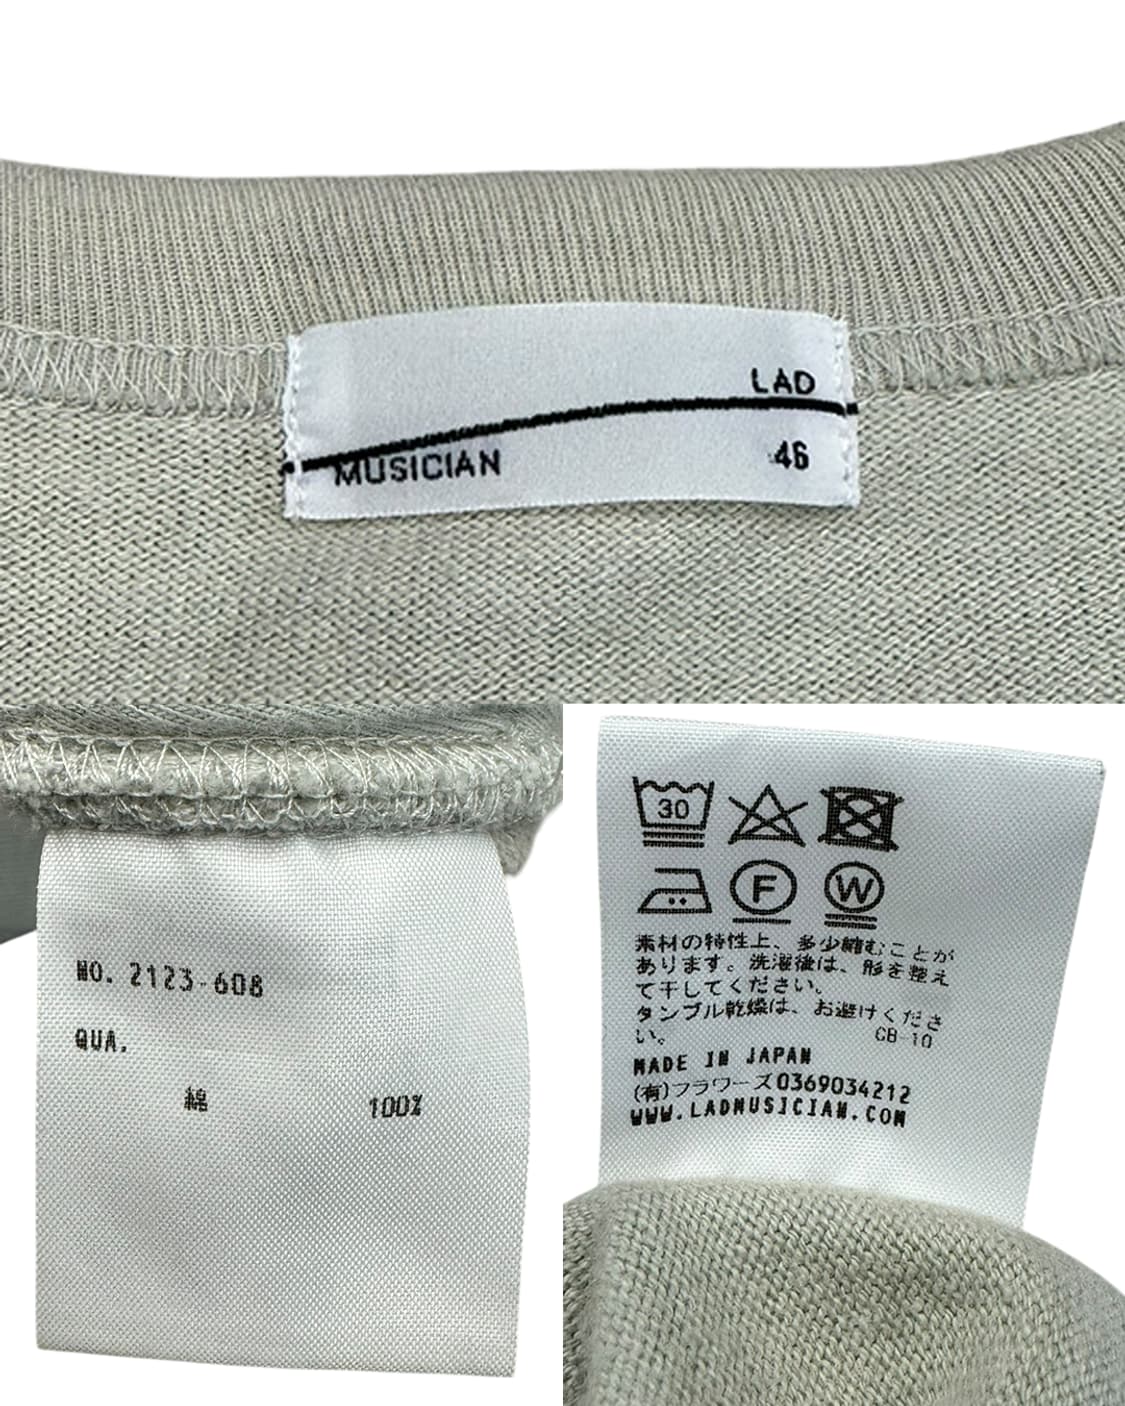 LAD
MUSICIAN
46
NO. 2123-608
QUA.
綿 100%
30
F W
素材の特性上、多少縮むことが
あります。洗濯後は、形を整え
て干してください。
タンブル乾燥は、お避けくださ
い。 CB-10
MADE IN JAPAN
(有)フラワーズ0369034212
WWW.LADMUSICIAN.COM